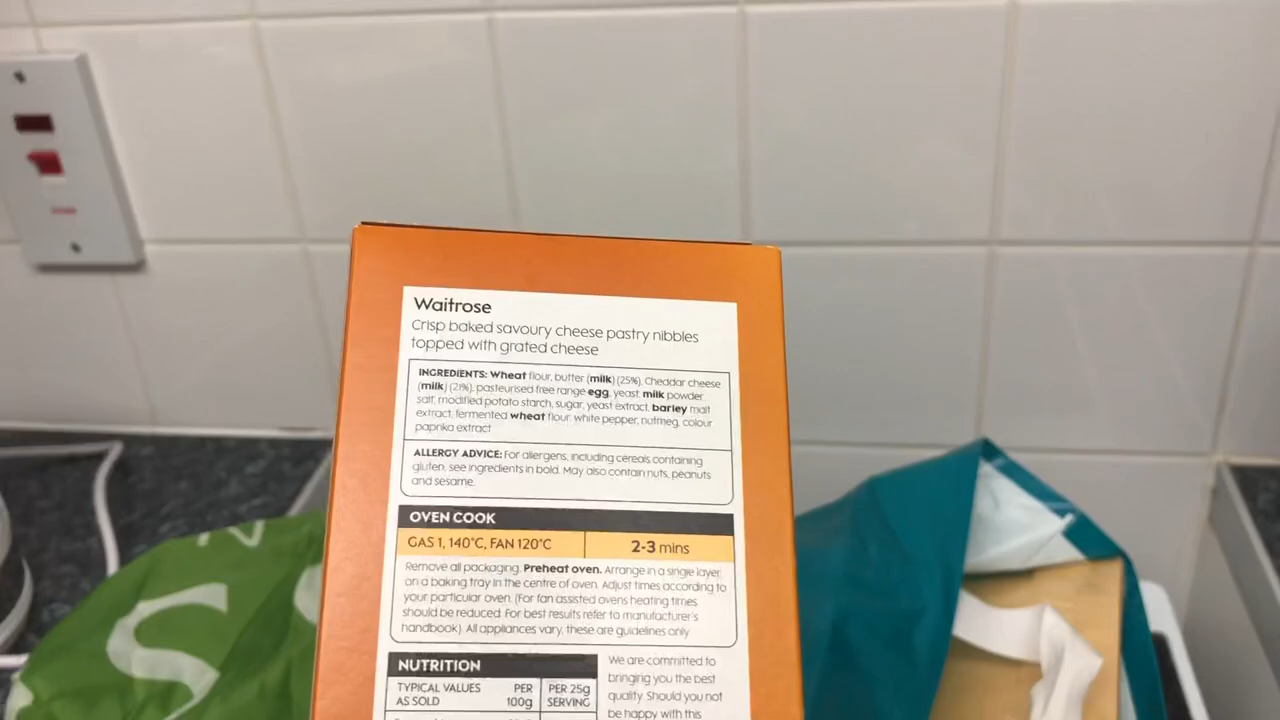 Waitrose
Crisp baked savoury cheese pastry nibbles
topped with grated cheese
INGREDIENTS: Wheat flour, butter (milk) (25%), Cheddar cheese
(milk) (21%), pasteurised free range egg, yeast, milk powder,
salt, modified potato starch, sugar, yeast extract, barley malt
extract, fermented wheat flour, white pepper, nutmeg, colour
paprika extract
ALLERGY ADVICE: For allergens, including cereals containing
gluten, see ingredients in bold. May also contain nuts, peanuts
and sesame.
OVEN COOK
GAS 1, 140°C, FAN 120°C
2-3 mins
Remove all packaging. Preheat oven. Arrange in a single layer
on a baking tray in the centre of oven. Adjust times according to
your particular oven. (For fan assisted ovens heating times
should be reduced. For best results refer to manufacturer's
handbook). All appliances vary, these are guidelines only
NUTRITION
TYPICAL VALUES
AS SOLD
PER
100g
PER 25g
SERVING
We are committed to
bringing you the best
quality. Should you not
be happy with this
S